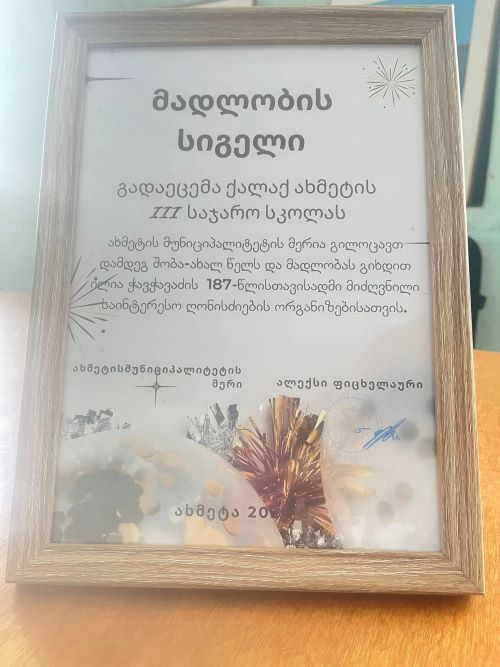 მადლობის
სიგელი
გადაეცემა ქალაქ ახმეტის
III საჯარო სკოლას
ახმეტის მუნიციპალიტეტის მერია გილოცავთ
დამდეგ შობა-ახალ წელს და მადლობას გიხდით
ილია ჭავჭავაძის 187-წლისთავისადმი მიძღვნილი
საინტერესო ღონისძიების ორგანიზებისათვის.
ახმეტისმუნიციპალიტეტის
მერი
ალექსი ფიცხელაური
ახმეტა